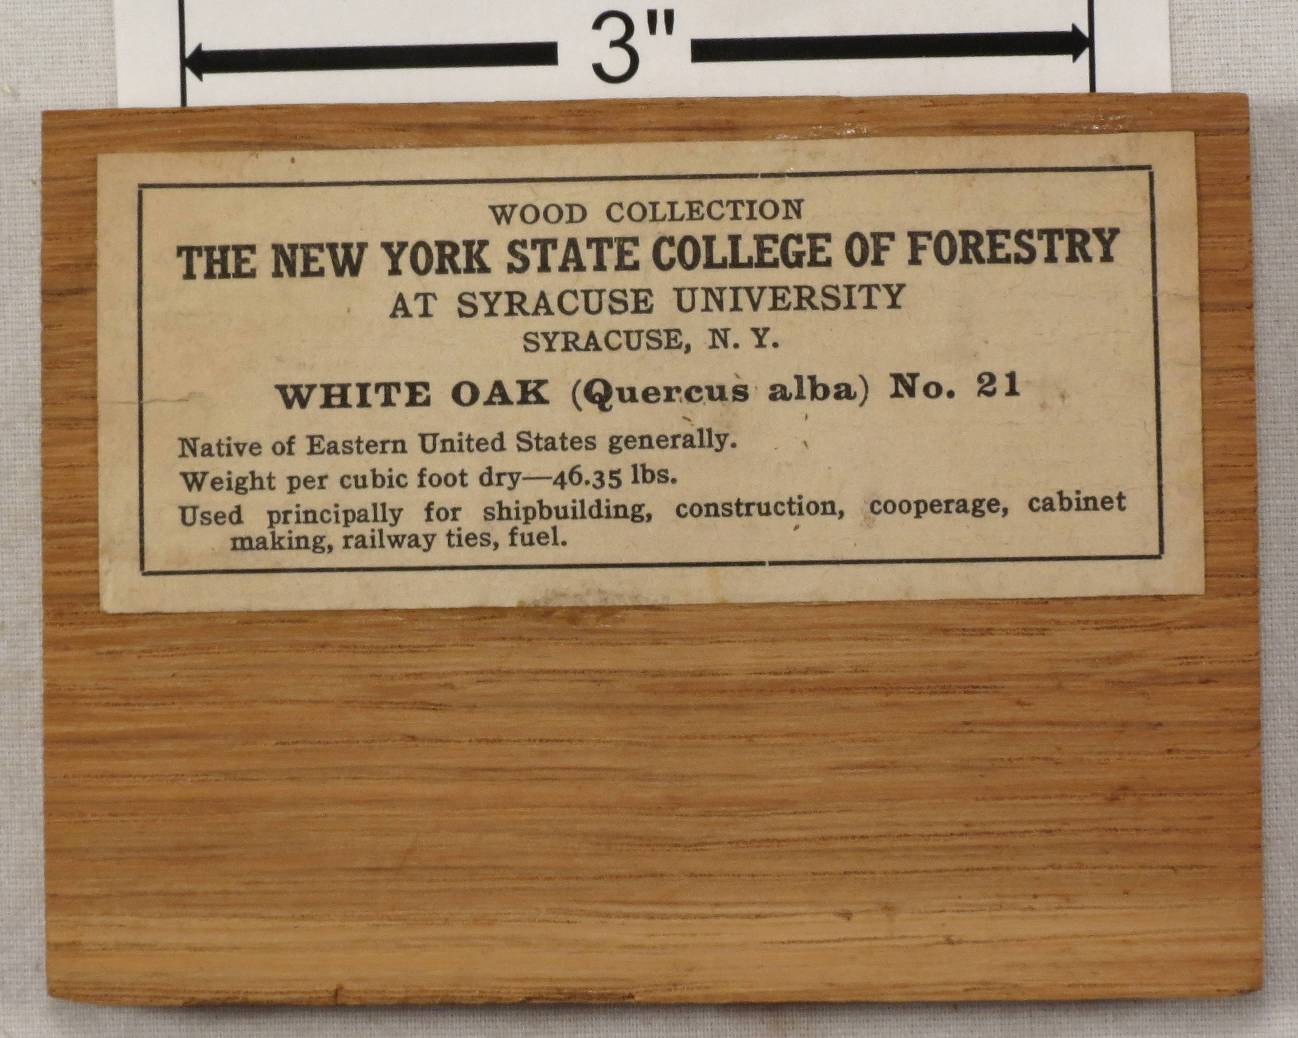 3"
WOOD COLLECTION
THE NEW YORK STATE COLLEGE OF FORESTRY
AT SYRACUSE UNIVERSITY
SYRACUSE, N. Y.
WHITE OAK (Quercus alba) No. 21
Native of Eastern United States generally.
Weight per cubic foot dry—46.35 lbs.
Used principally for shipbuilding, construction, cooperage, cabinet
making, railway ties, fuel.